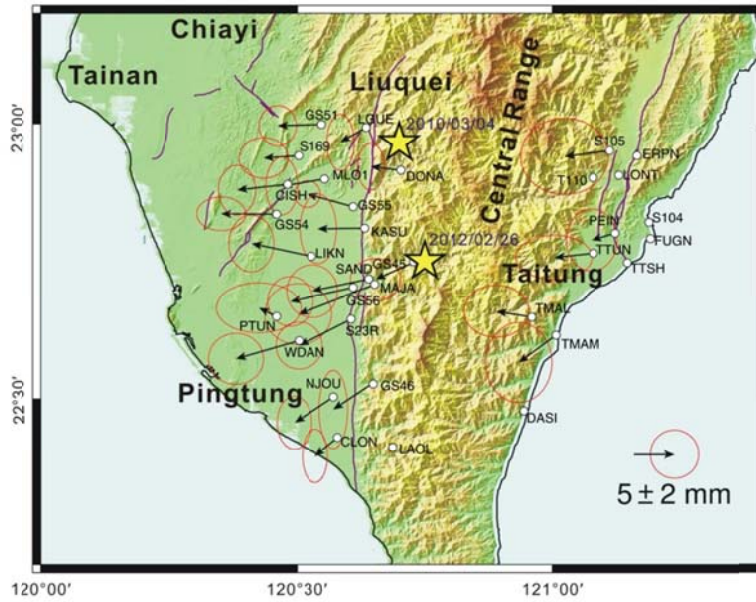 Chiayi
Tainan
Liuquei
Central Range
23°00'
GS51
LGUE
2010/03/04
S169
S105
ERPN
MLO1
DONA
T110
LONT
CISH
GS55
GS54
KASU
PEIN
S104
2012/02/26
FUGN
LIKN
GS45
TTUN
SAND
Taitung
TTSH
MAJA
GS56
PTUN
S23R
TMAL
WDAN
TMAM
22°30'
Pingtung
NJOU
GS46
DASI
CLON
LAOL
5 ± 2 mm
120°00'
120°30'
121°00'